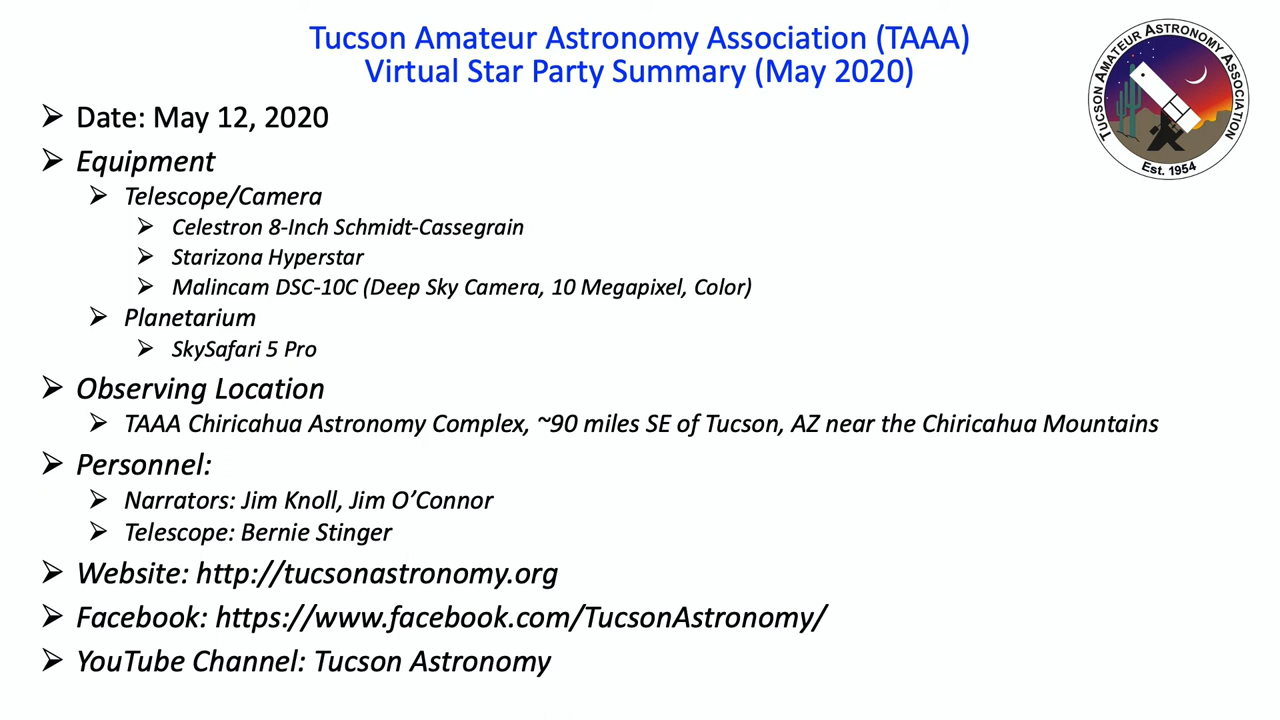 Tucson Amateur Astronomy Association (TAAA)
Virtual Star Party Summary (May 2020)
TUCSON AMATEUR ASTRONOMY ASSOCIATION
Est. 1954
➢ Date: May 12, 2020
➢ Equipment
➢ Telescope/Camera
➢ Celestron 8-Inch Schmidt-Cassegrain
➢ Starizona Hyperstar
➢ Malincam DSC-10C (Deep Sky Camera, 10 Megapixel, Color)
➢ Planetarium
➢ SkySafari 5 Pro
➢ Observing Location
➢ TAAA Chiricahua Astronomy Complex, ~90 miles SE of Tucson, AZ near the Chiricahua Mountains
➢ Personnel:
➢ Narrators: Jim Knoll, Jim O’Connor
➢ Telescope: Bernie Stinger
➢ Website: http://tucsonastronomy.org
➢ Facebook: https://www.facebook.com/TucsonAstronomy/
➢ YouTube Channel: Tucson Astronomy